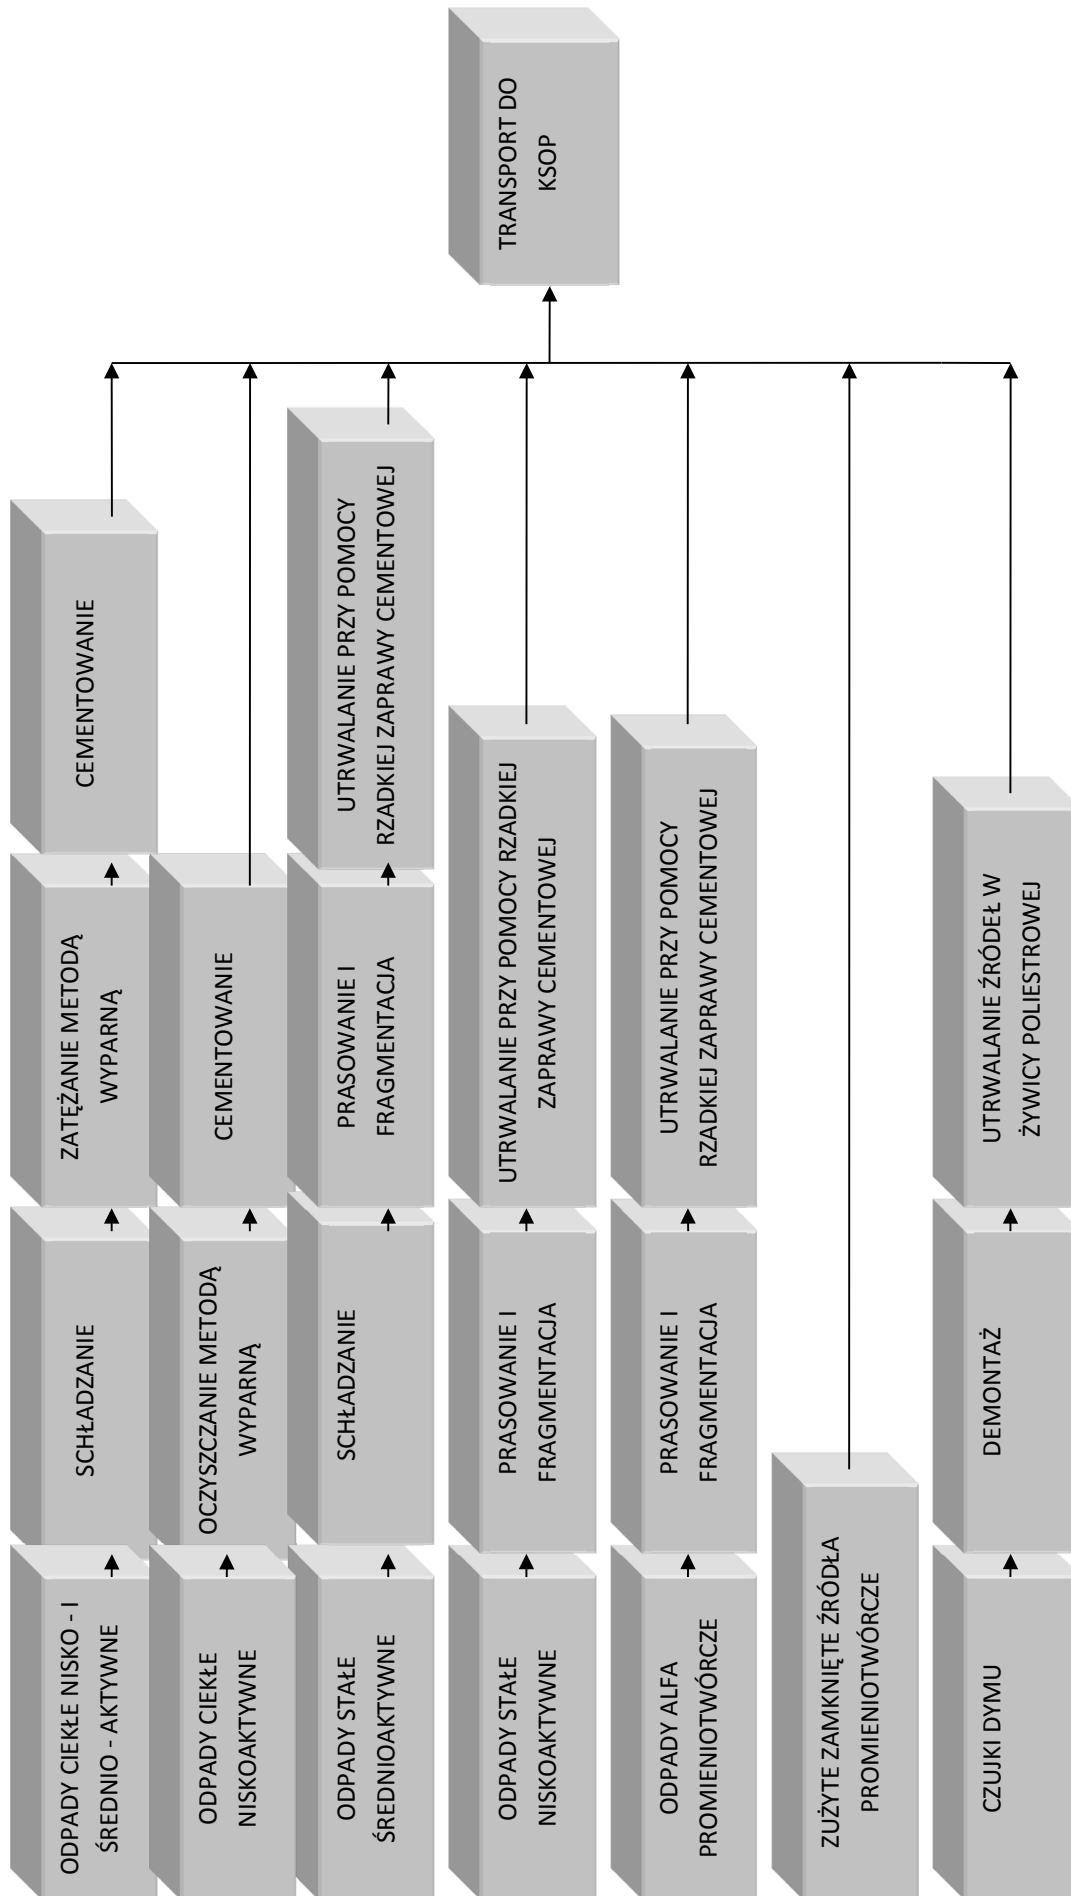 ODPADY CIEKŁE NISKO - I
ŚREDNIO - AKTYWNE
SCHŁADZANIE
ZATĘŻANIE METODĄ
WYPARNĄ
CEMENTOWANIE
ODPADY CIEKŁE
NISKOAKTYWNE
OCZYSZCZANIE METODĄ
WYPARNĄ
CEMENTOWANIE
ODPADY STAŁE
ŚREDNIOAKTYWNE
SCHŁADZANIE
PRASOWANIE I
FRAGMENTACJA
UTRWALANIE PRZY POMOCY
RZADKIEJ ZAPRAWY CEMENTOWEJ
ODPADY STAŁE
NISKOAKTYWNE
PRASOWANIE I
FRAGMENTACJA
UTRWALANIE PRZY POMOCY RZADKIEJ
ZAPRAWY CEMENTOWEJ
ODPADY ALFA
PROMIENIOTWÓRCZE
PRASOWANIE I
FRAGMENTACJA
UTRWALANIE PRZY POMOCY
RZADKIEJ ZAPRAWY CEMENTOWEJ
ZUŻYTE ZAMKNIĘTE ŹRÓDŁA
PROMIENIOTWÓRCZE
CZUJKI DYMU
DEMONTAŻ
UTRWALANIE ŹRÓDEŁ W
ŻYWICY POLIESTROWEJ
TRANSPORT DO
KSOP